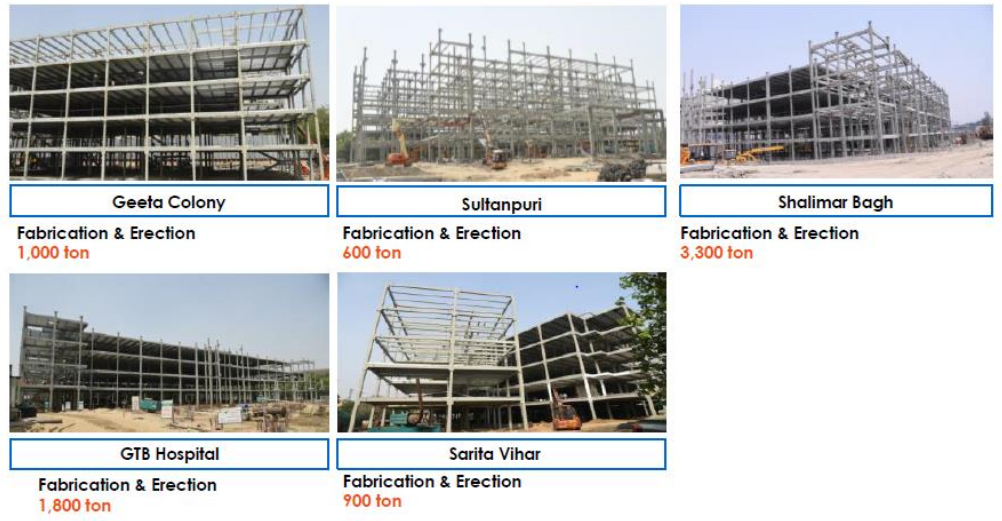 Geeta Colony
Fabrication & Erection
1,000 ton
Sultanpuri
Fabrication & Erection
600 ton
Shalimar Bagh
Fabrication & Erection
3,300 ton
GTB Hospital
Fabrication & Erection
1,800 ton
Sarita Vihar
Fabrication & Erection
900 ton